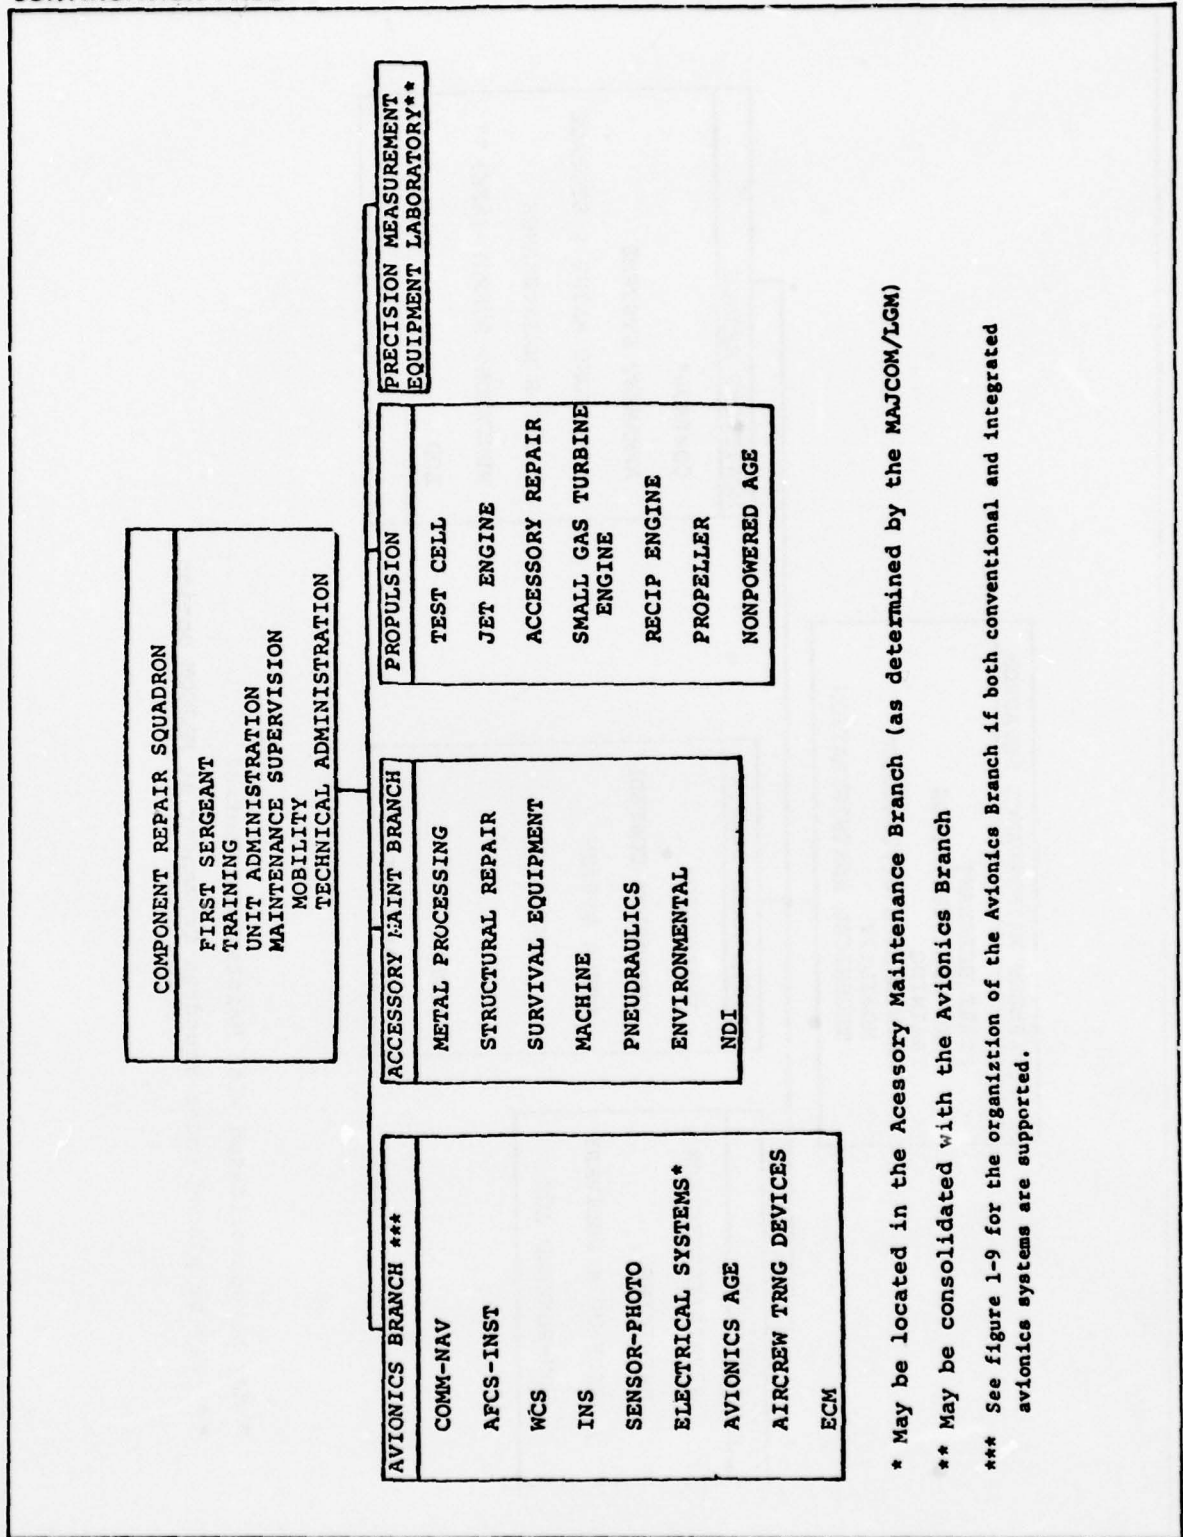 COMPONENT REPAIR SQUADRON
FIRST SERGEANT
TRAINING
UNIT ADMINISTRATION
MAINTENANCE SUPERVISION
MOBILITY
TECHNICAL ADMINISTRATION
AVIONICS BRANCH ***
COMM-NAV
AFCS-INST
WCS
INS
SENSOR-PHOTO
ELECTRICAL SYSTEMS*
AVIONICS AGE
AIRCREW TRNG DEVICES
ECM
ACCESSORY MAINT BRANCH
METAL PROCESSING
STRUCTURAL REPAIR
SURVIVAL EQUIPMENT
MACHINE
PNEUDRAULICS
ENVIRONMENTAL
NDI
PROPULSION
TEST CELL
JET ENGINE
ACCESSORY REPAIR
SMALL GAS TURBINE
ENGINE
RECIP ENGINE
PROPELLER
NONPOWERED AGE
PRECISION MEASUREMENT
EQUIPMENT LABORATORY**
* May be located in the Acessory Maintenance Branch (as determined by the MAJCOM/LGM)
** May be consolidated with the Avionics Branch
*** See figure 1-9 for the organiztion of the Avionics Branch if both conventional and integrated
avionics systems are supported.